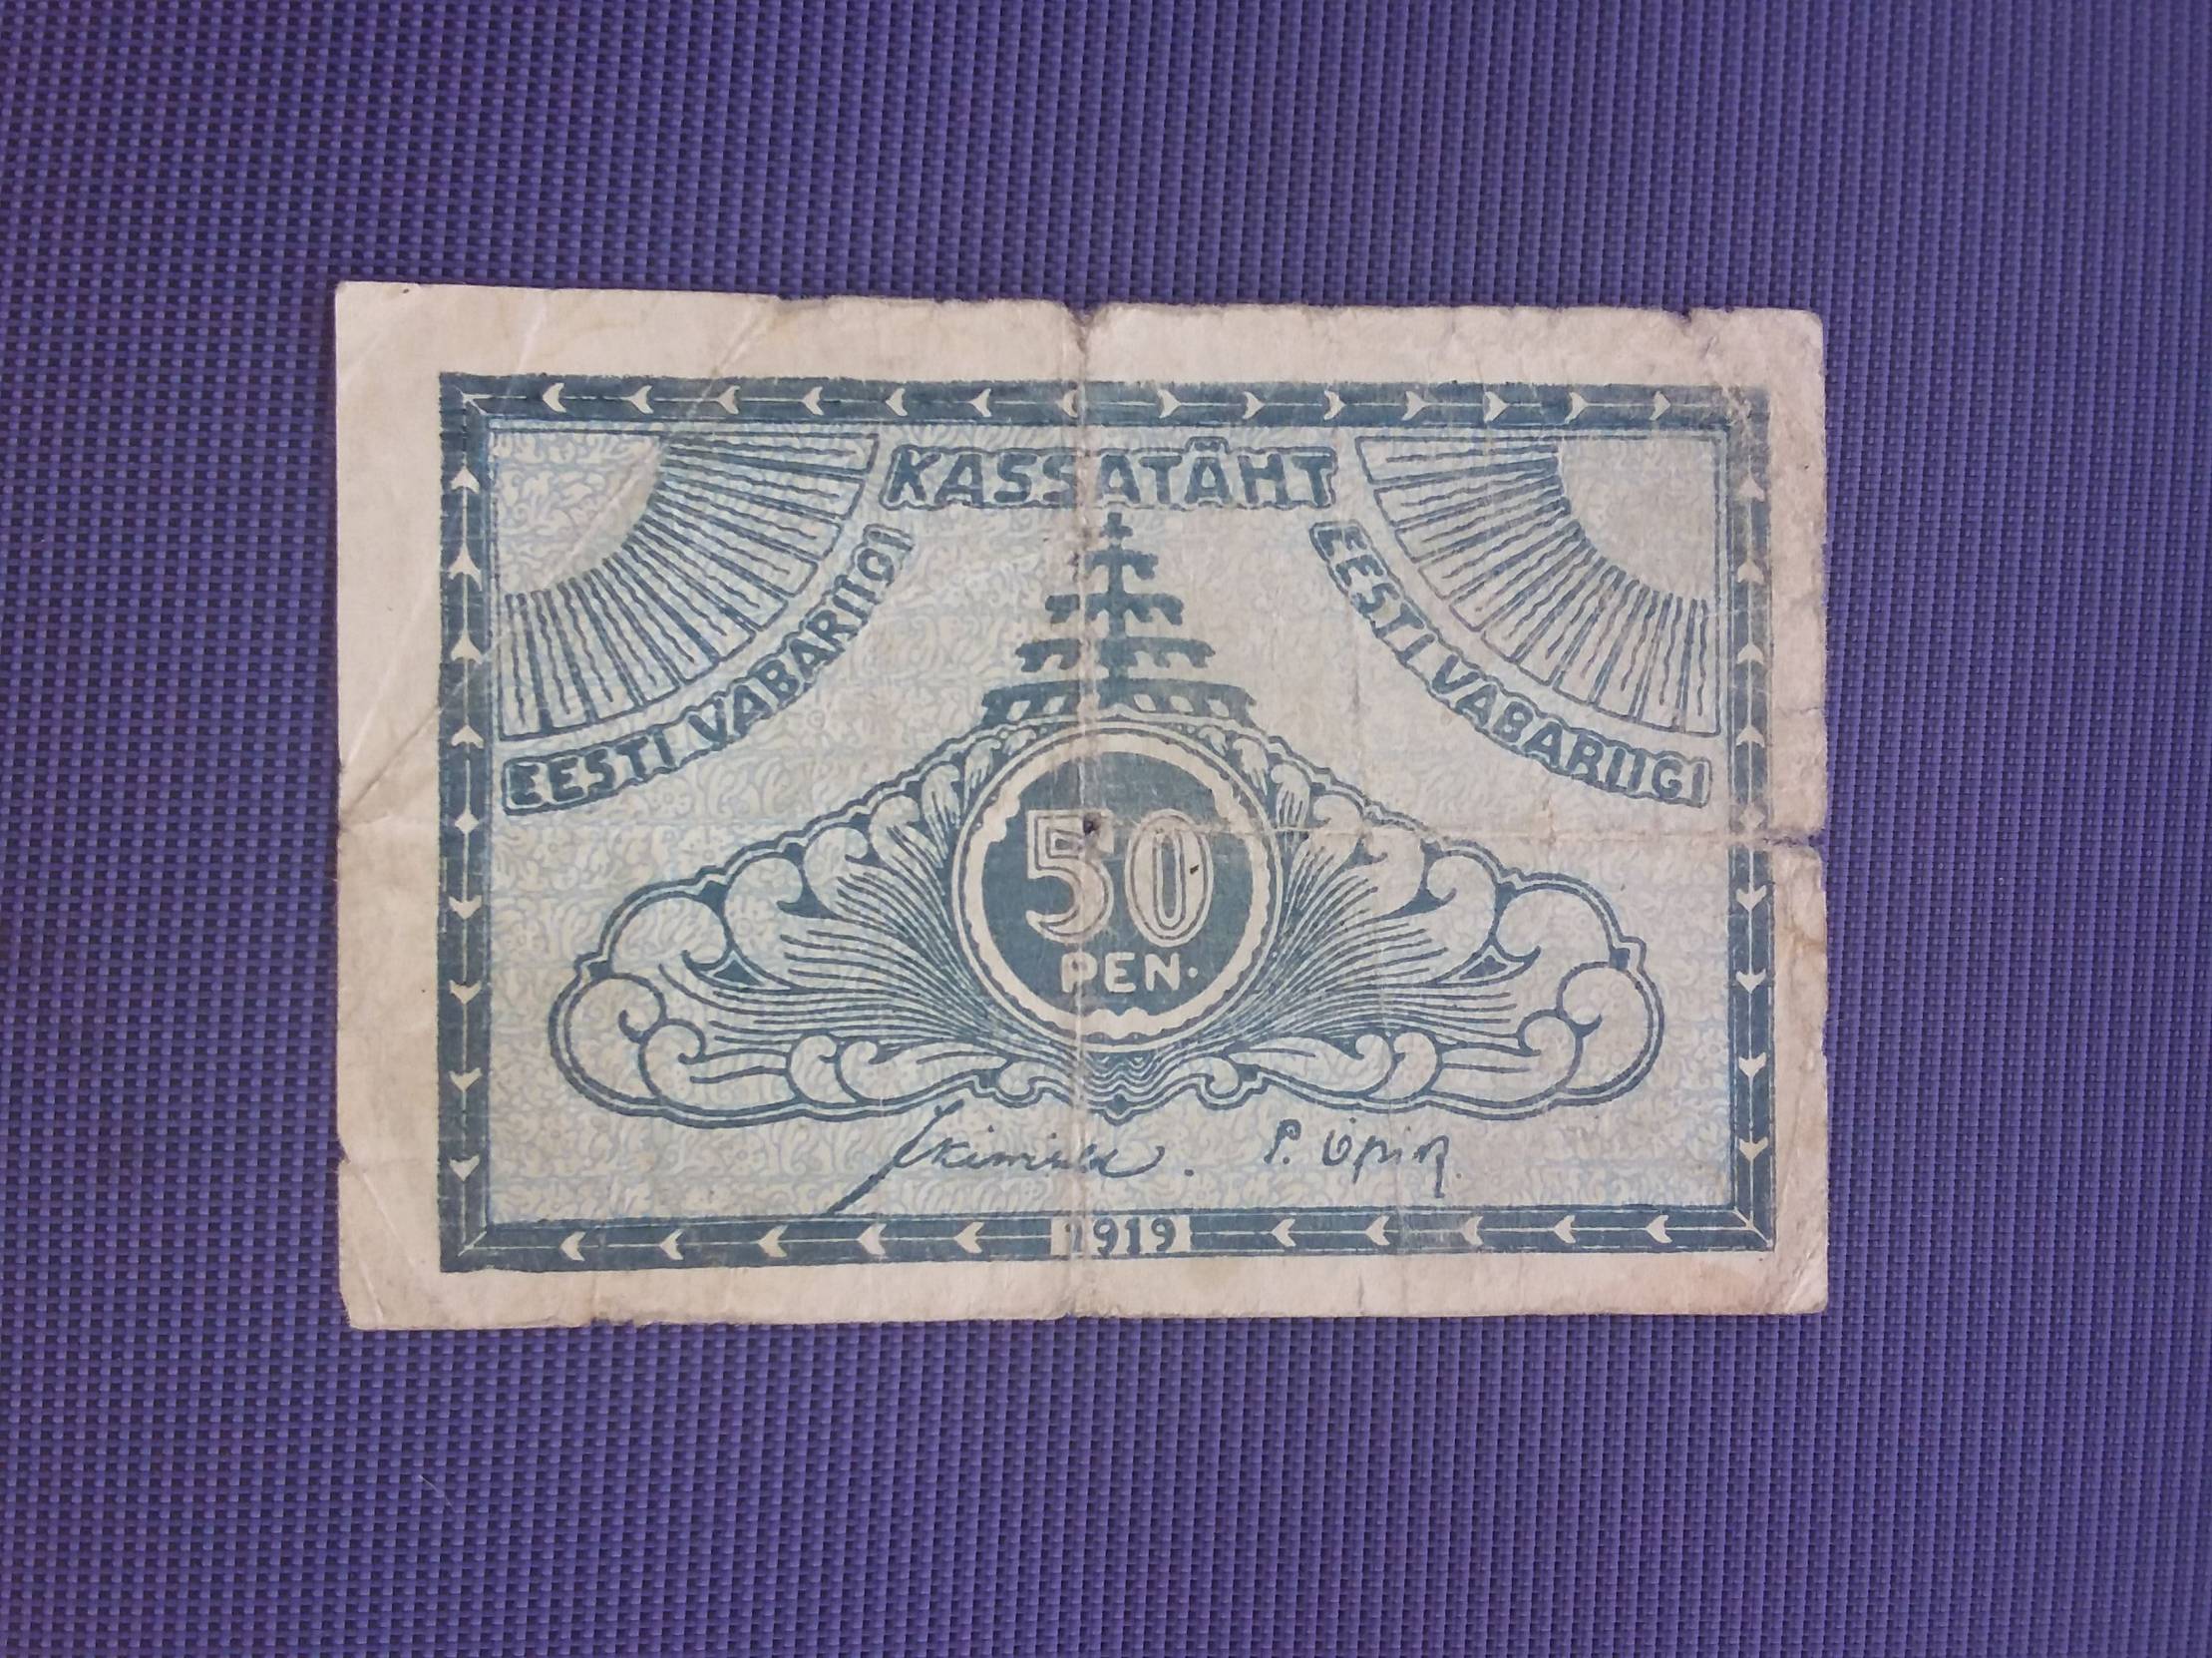 KASSATÄHT
EESTI VABARIIGI
EESTI VABARIIGI
50
PEN.
1919